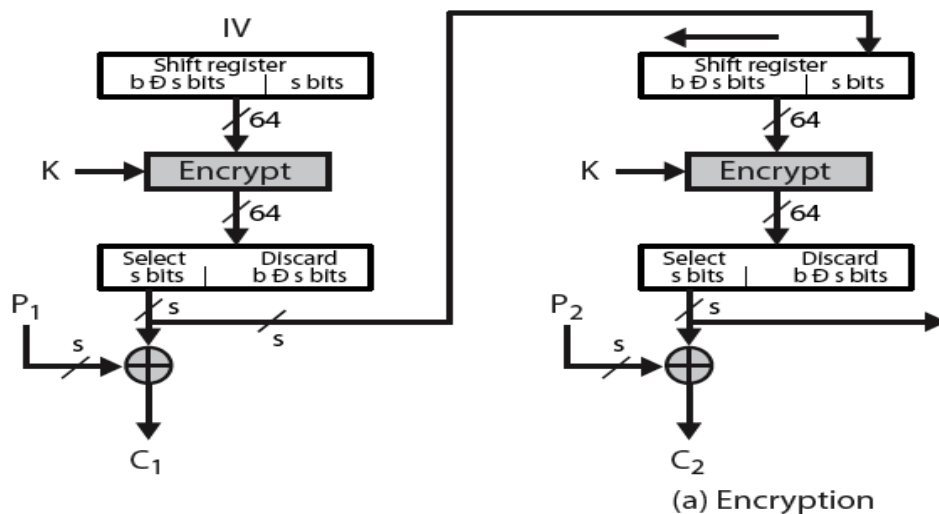 IV
Shift register
b Đ s bits | s bits
64
K
Encrypt
64
Select Discard
s bits | b Đ s bits
P1
s
s
s
C1
Shift register
b Đ s bits | s bits
64
K
Encrypt
64
Select Discard
s bits | b Đ s bits
P2
s
s
C2
(a) Encryption